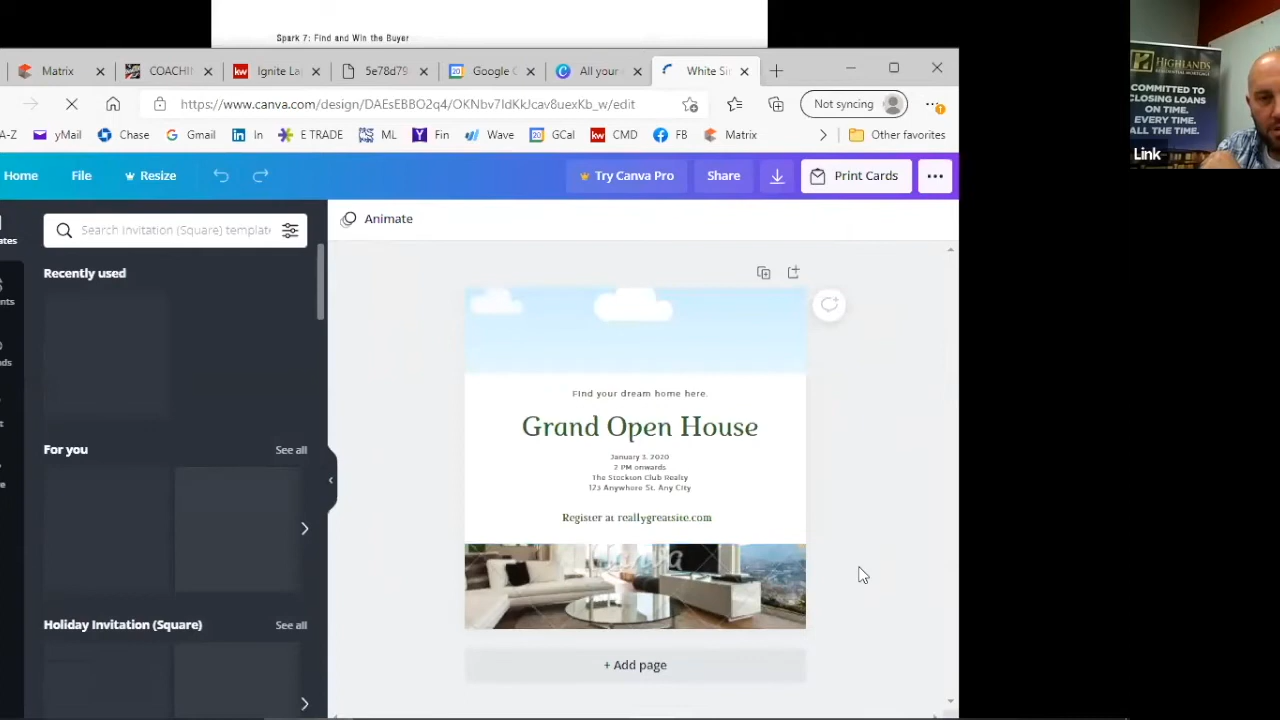 Spark 7: Find and Win the Buyer
Matrix
COACHI
Ignite La
5e78d79
Google C
All your
White Si
https://www.canva.com/design/DAEsEBBO2q4/OKNbv7IdKkJcav8uexKb_w/edit
Not syncing
A-Z
yMail
Chase
Gmail
in
E TRADE
ML
Fin
Wave
GCal
CMD
FB
Matrix
Other favorites
Home
File
Resize
Try Canva Pro
Share
Print Cards
Search Invitation (Square) template
Animate
Recently used
For you
See all
Holiday Invitation (Square)
See all
Find your dream home here.
Grand Open House
January 3, 2020
2 PM onwards
The Stockton Club Realty
123 Anywhere St. Any City
Register at reallygreatsite.com
Canva
+ Add page
HIGHLANDS
RESIDENTIAL MORTGAGE
COMMITTED TO
CLOSING LOANS
ON TIME.
EVERY TIME.
ALL THE TIME.
Link